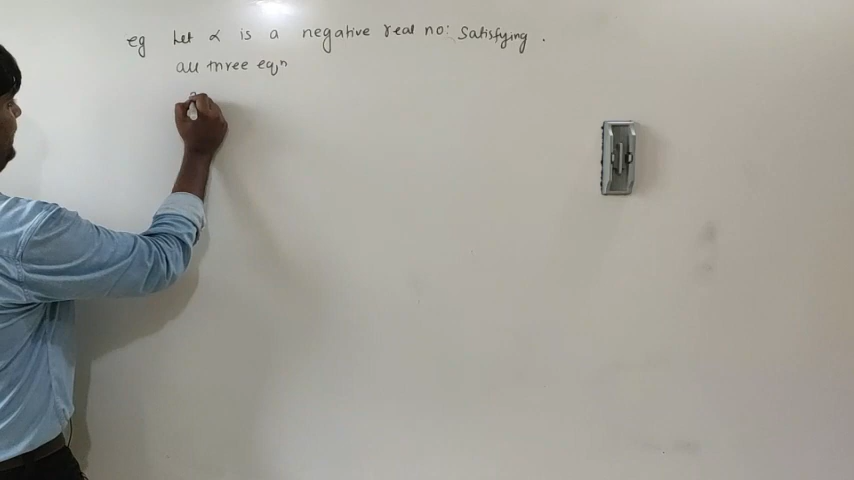 eg Let α is a negative real no: Satisfying .
all three eqⁿ